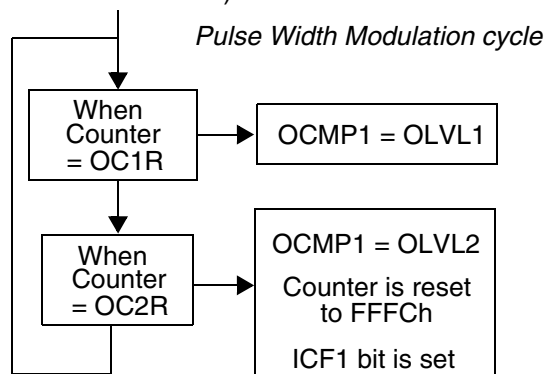 Pulse Width Modulation cycle
When
Counter
= OC1R
OCMP1 = OLVL1
When
Counter
= OC2R
OCMP1 = OLVL2
Counter is reset
to FFFCh
ICF1 bit is set